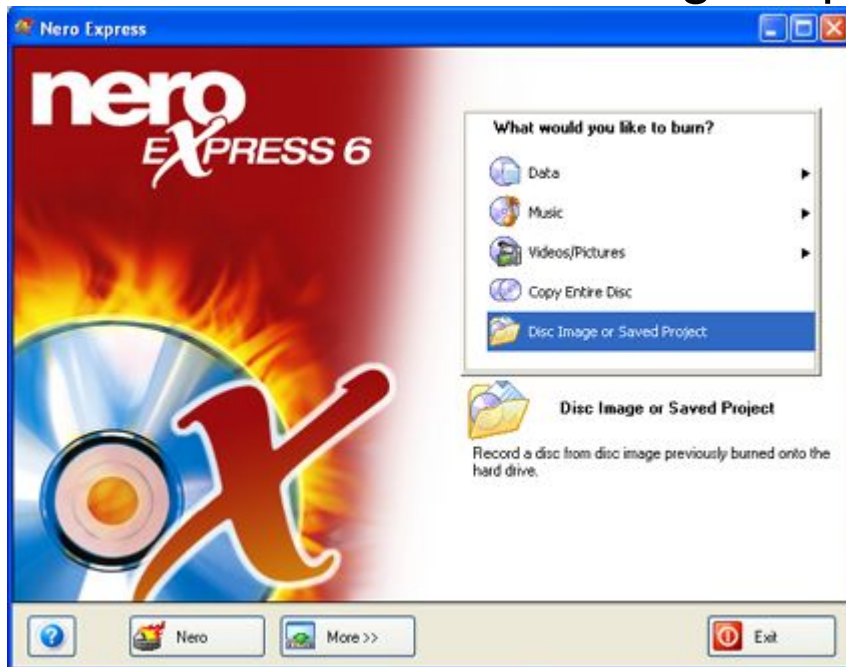 Nero Express
nero
EXPRESS 6
What would you like to burn?
Data
Music
Videos/Pictures
Copy Entire Disc
Disc Image or Saved Project
Disc Image or Saved Project
Record a disc from disc image previously burned onto the
hard drive.
Nero
More >>
Exit